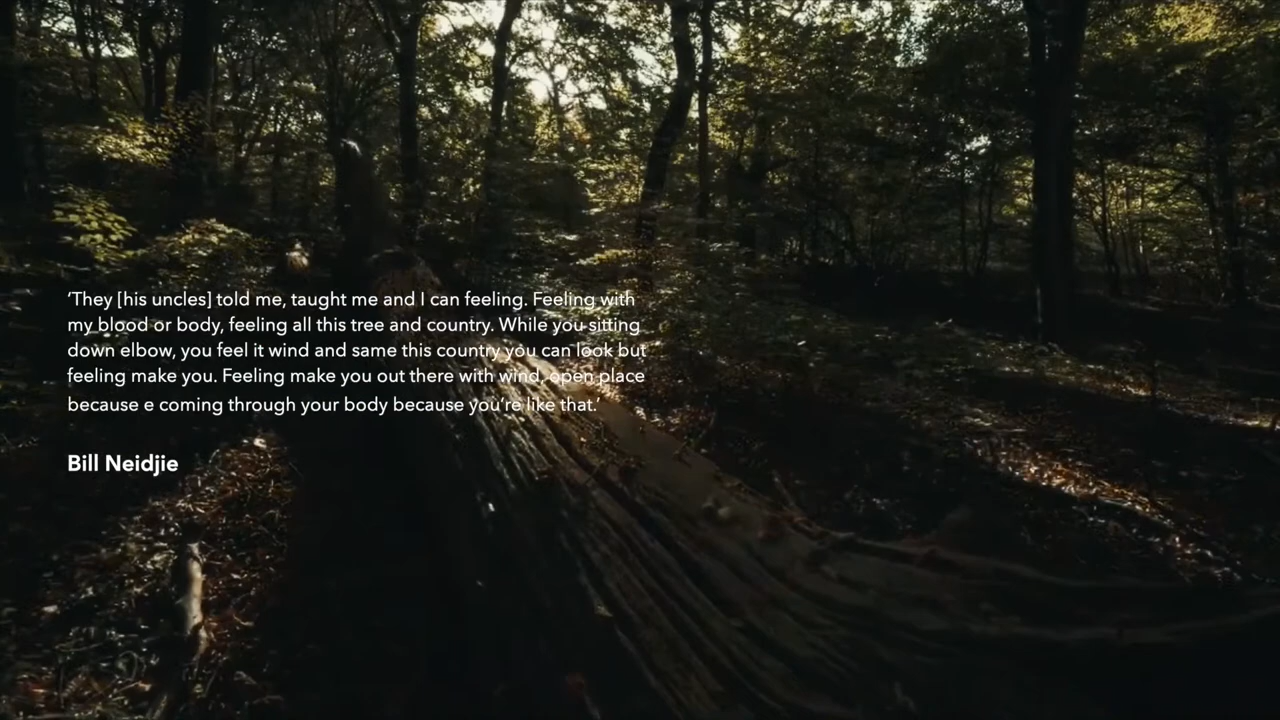 ‘They [his uncles] told me, taught me and I can feeling. Feeling with
my blood or body, feeling all this tree and country. While you sitting
down elbow, you feel it wind and same this country you can look but
feeling make you. Feeling make you out there with wind, open place
because e coming through your body because you’re like that.’
Bill Neidjie